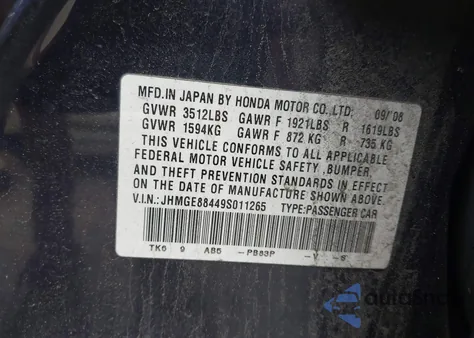 MFD.IN JAPAN BY HONDA MOTOR CO.,LTD. 09/'08
GVWR 3512LBS GAWR F 1921LBS R 1619LBS
GVWR 1594KG GAWR F 872 KG R 735 KG
THIS VEHICLE CONFORMS TO ALL APPLICABLE
FEDERAL MOTOR VEHICLE SAFETY ,BUMPER,
AND THEFT PREVENTION STANDARDS IN EFFECT
ON THE DATE OF MANUFACTURE SHOWN ABOVE.
V.I.N.: JHMGE88449S011265 TYPE:PASSENGER CAR
TK6 9 AB5 -PB83P -V -S